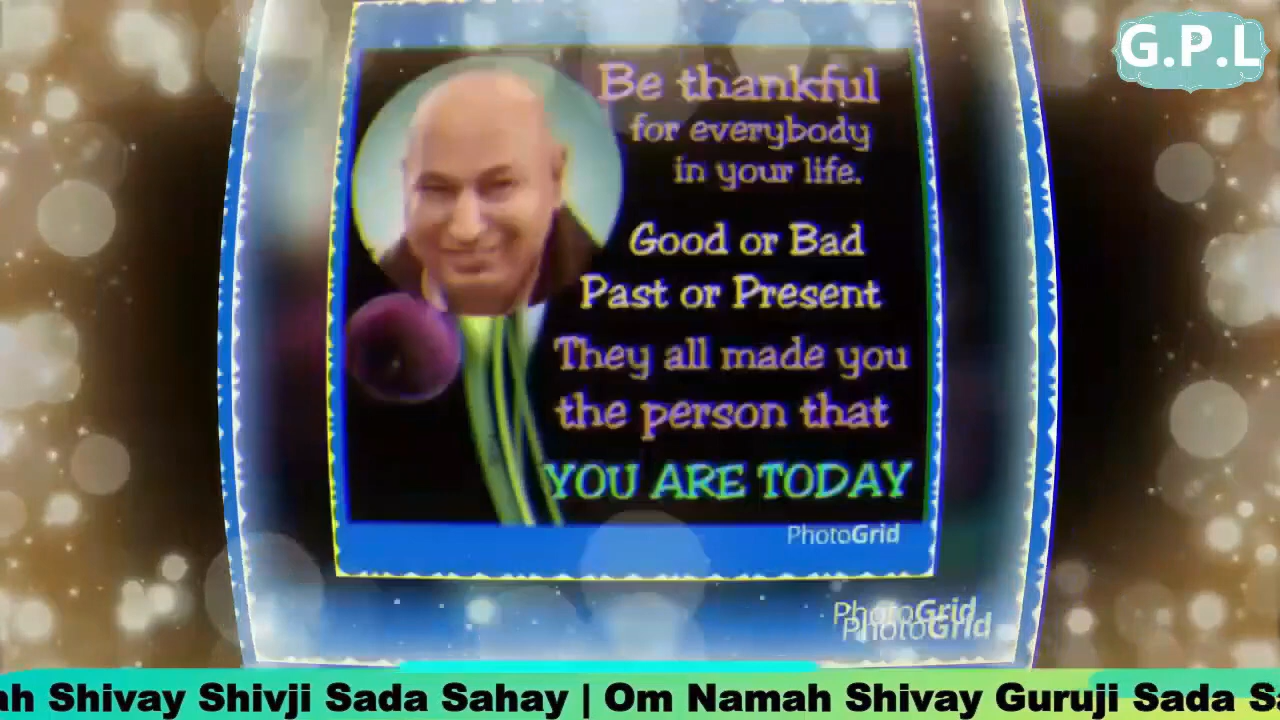 G.P.L
Be thankful
for everybody
in your life.
Good or Bad
Past or Present
They all made you
the person that
YOU ARE TODAY
PhotoGrid
PhotoGrid
PhotoGrid
ah Shivay Shivji Sada Sahay | Om Namah Shivay Guruji Sada Sa